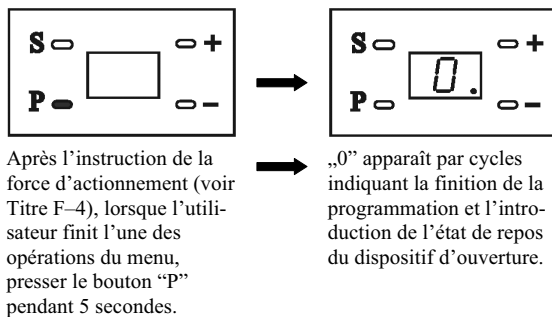 S +
P −
S +
0.
P −
Après l’instruction de la
force d’actionnement (voir
Titre F–4), lorsque l’utili-
sateur finit l’une des
opérations du menu,
presser le bouton “P”
pendant 5 secondes.
„0” apparaît par cycles
indiquant la finition de la
programmation et l’intro-
duction de l’état de repos
du dispositif d’ouverture.